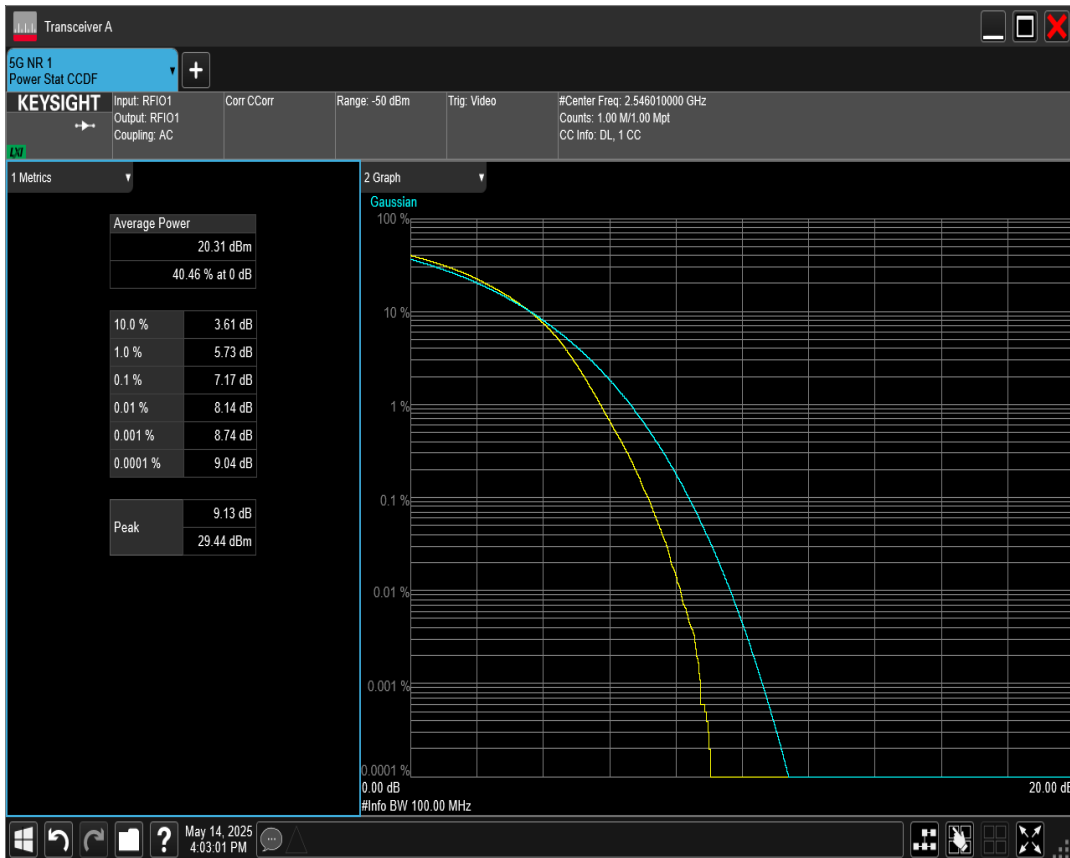 Transceiver A
5G NR 1
Power Stat CCDF
KEYSIGHT
LXI
Input: RFIO1
Output: RFIO1
Coupling: AC
Corr CCorr
Range: -50 dBm
Trig: Video
#Center Freq: 2.546010000 GHz
Counts: 1.00 M/1.00 Mpt
CC Info: DL, 1 CC
1 Metrics
Average Power
20.31 dBm
40.46 % at 0 dB
10.0 % 3.61 dB
1.0 % 5.73 dB
0.1 % 7.17 dB
0.01 % 8.14 dB
0.001 % 8.74 dB
0.0001 % 9.04 dB
Peak
9.13 dB
29.44 dBm
2 Graph
Gaussian
100 %
10 %
1 %
0.1 %
0.01 %
0.001 %
0.0001 %
0.00 dB 20.00 dB
#Info BW 100.00 MHz
May 14, 2025
4:03:01 PM